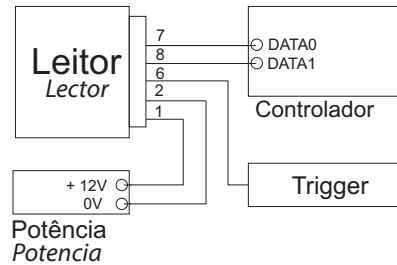 Leitor
Lector
7
8
6
2
1
DATA0
DATA1
Controlador
+ 12V
0V
Potência
Potencia
Trigger